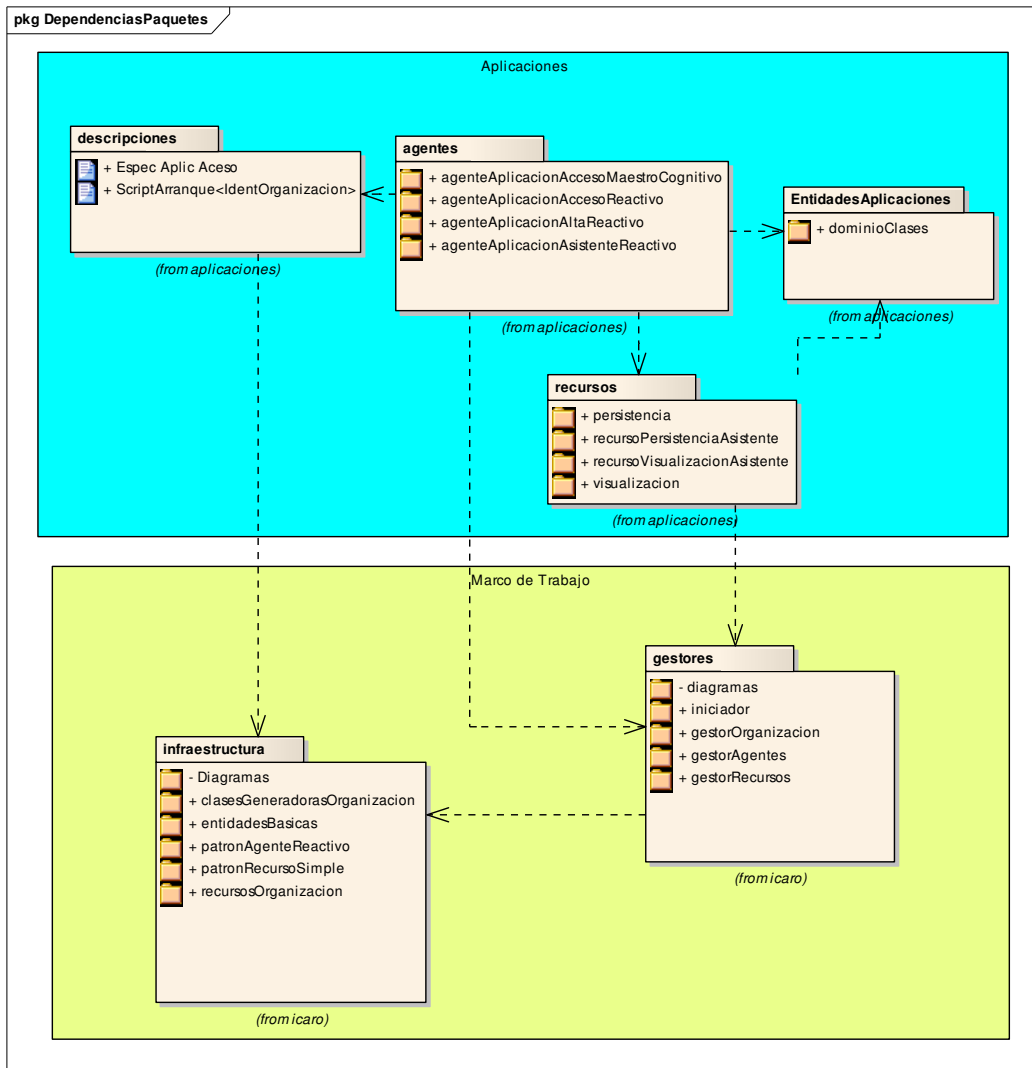 pkg DependenciasPaquetes
Aplicaciones
descripciones
+ Espec Aplic Aceso
+ ScriptArranque<IdentOrganizacion>
(from aplicaciones)
agentes
+ agenteAplicacionAccesoMaestroCognitivo
+ agenteAplicacionAccesoReactivo
+ agenteAplicacionAltaReactivo
+ agenteAplicacionAsistenteReactivo
(from aplicaciones)
EntidadesAplicaciones
+ dominioClases
(from aplicaciones)
recursos
+ persistencia
+ recursoPersistenciaAsistente
+ recursoVisualizacionAsistente
+ visualizacion
(from aplicaciones)
Marco de Trabajo
gestores
- diagramas
+ iniciador
+ gestorOrganizacion
+ gestorAgentes
+ gestorRecursos
(from icaro)
infraestructura
- Diagramas
+ clasesGeneradorasOrganizacion
+ entidadesBasicas
+ patronAgenteReactivo
+ patronRecursoSimple
+ recursosOrganizacion
(from icaro)